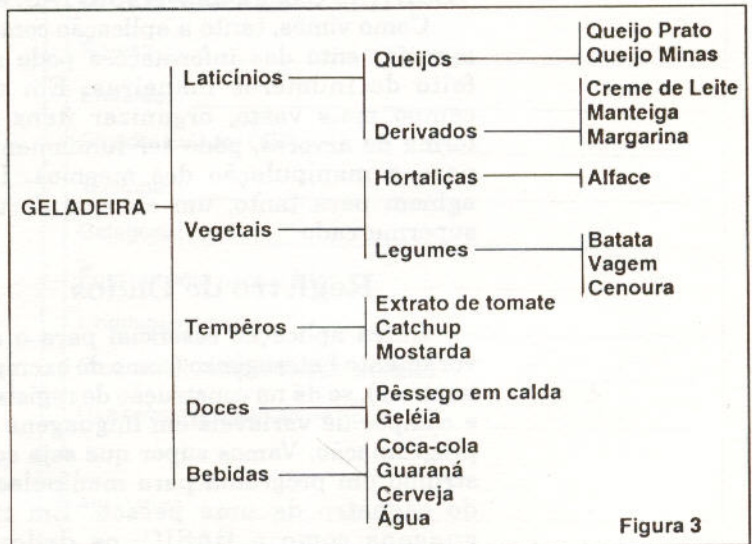 GELADEIRA
Laticínios
Queijos
Queijo Prato
Queijo Minas
Derivados
Creme de Leite
Manteiga
Margarina
Vegetais
Hortaliças
Alface
Legumes
Batata
Vagem
Cenoura
Tempêros
Extrato de tomate
Catchup
Mostarda
Doces
Pêssego em calda
Geléia
Bebidas
Coca-cola
Guaraná
Cerveja
Água
Figura 3